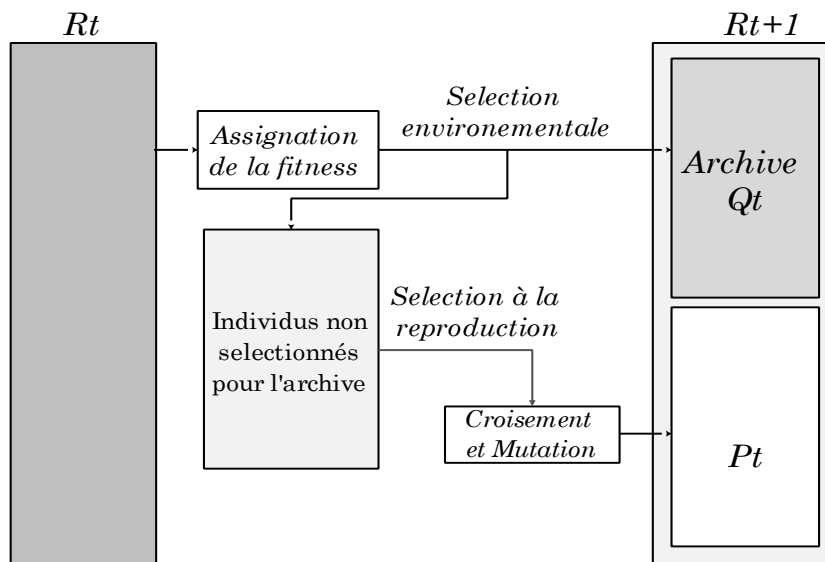 Rt
Rt+1
Selection
environementale
Assignation
de la fitness
Archive
Qt
Selection à la
reproduction
Individus non
selectionnés
pour l'archive
Croisement
et Mutation
Pt